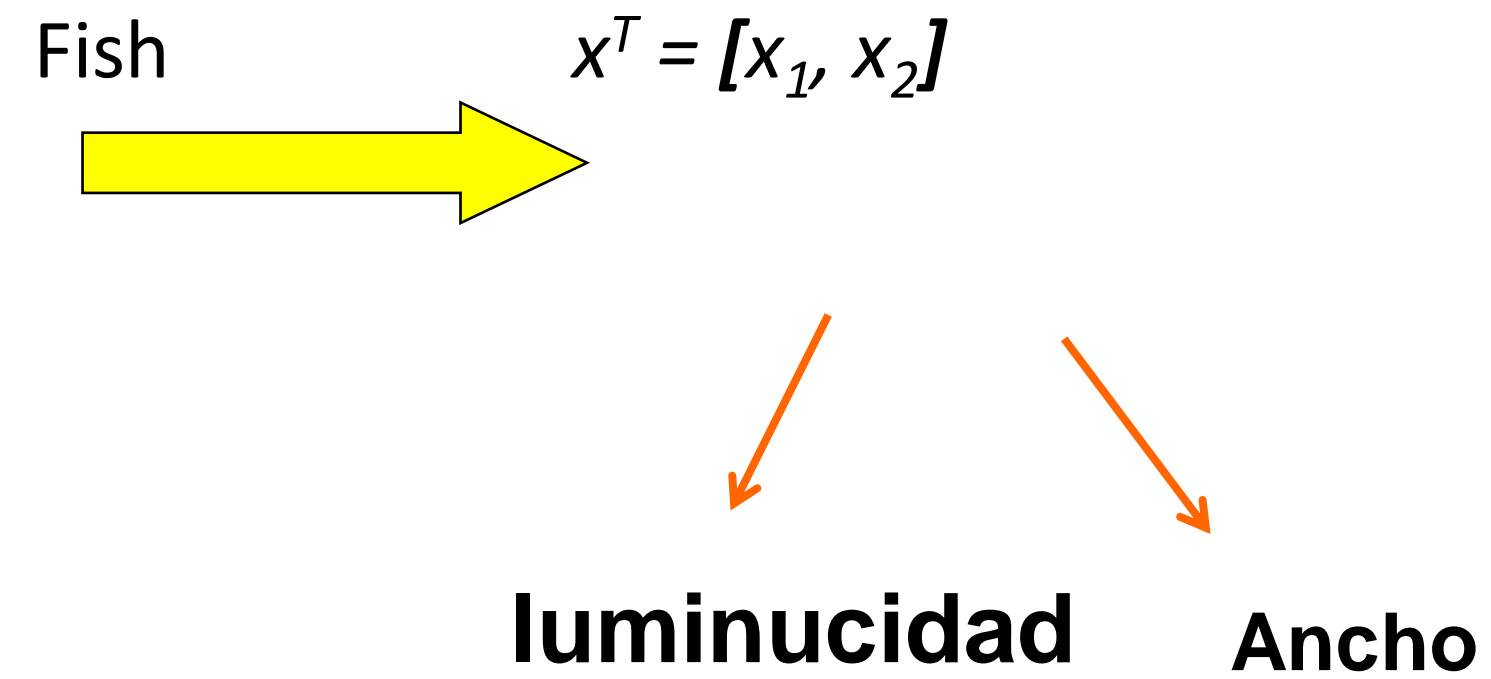 Fish
xᵀ = [x₁, x₂]
luminucidad
Ancho